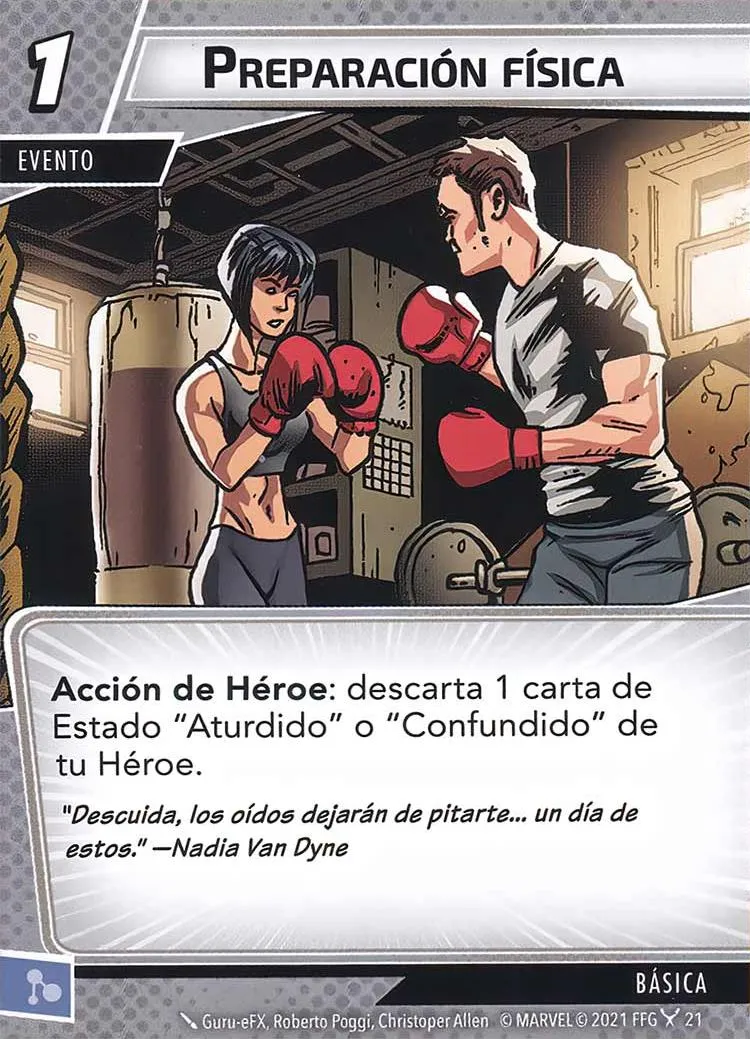 1
PREPARACIÓN FÍSICA
EVENTO
Acción de Héroe: descarta 1 carta de
Estado “Aturdido” o “Confundido” de
tu Héroe.
"Descuida, los oídos dejarán de pitarte... un día de
estos." —Nadia Van Dyne
BÁSICA
Guru-eFX, Roberto Poggi, Christoper Allen © MARVEL © 2021 FFG 21